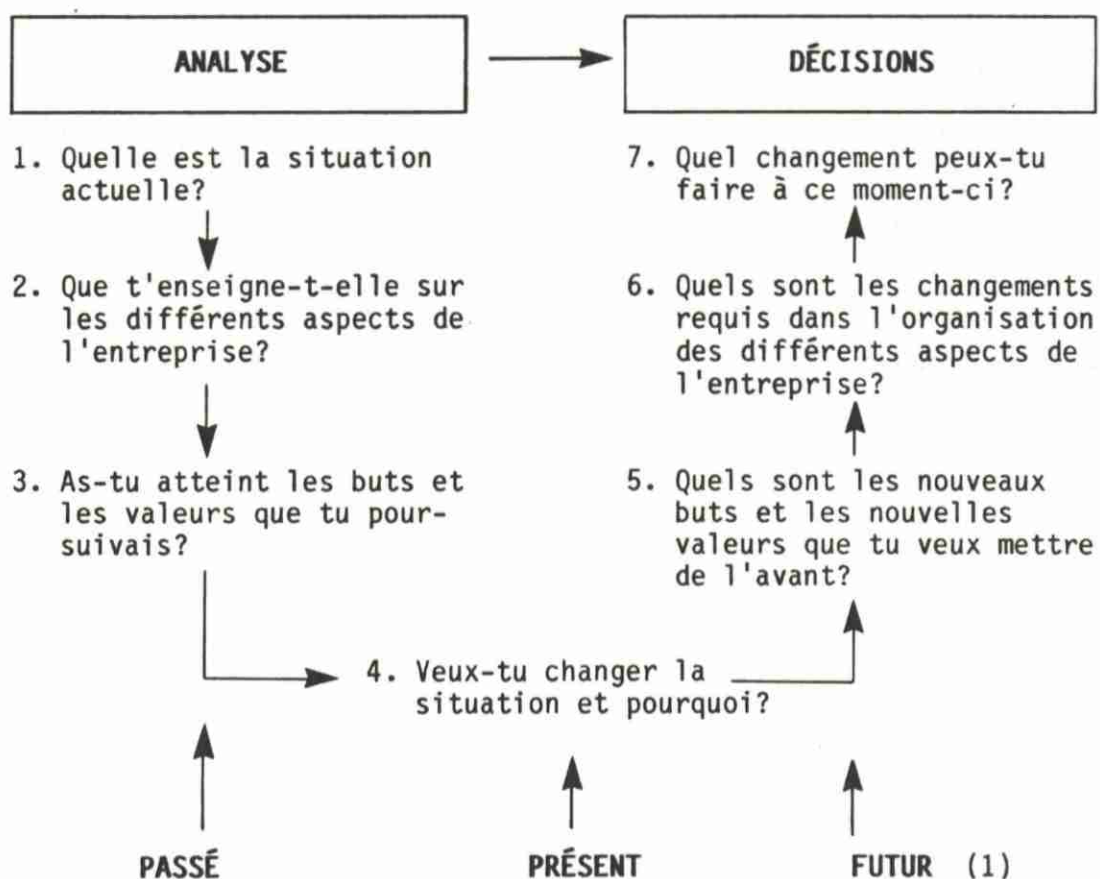 ANALYSE
DÉCISIONS
1. Quelle est la situation
actuelle?
2. Que t'enseigne-t-elle sur
les différents aspects de
l'entreprise?
3. As-tu atteint les buts et
les valeurs que tu pour-
suivais?
4. Veux-tu changer la
situation et pourquoi?
5. Quels sont les nouveaux
buts et les nouvelles
valeurs que tu veux mettre
de l'avant?
6. Quels sont les changements
requis dans l'organisation
des différents aspects de
l'entreprise?
7. Quel changement peux-tu
faire à ce moment-ci?
PASSÉ
PRÉSENT
FUTUR (1)